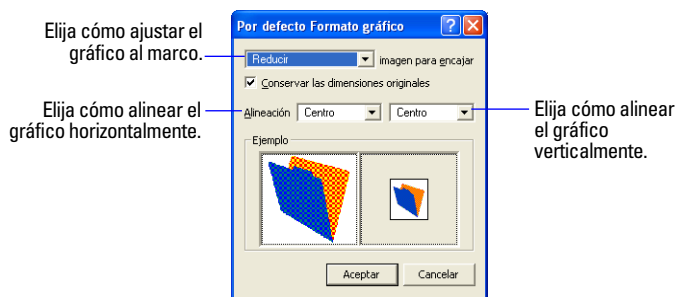 Por defecto Formato gráfico
Elija cómo ajustar el
gráfico al marco.
Reducir imagen para encajar
Conservar las dimensiones originales
Elija cómo alinear el
gráfico horizontalmente.
Alineación Centro Centro
Elija cómo alinear
el gráfico
verticalmente.
Ejemplo
Aceptar Cancelar